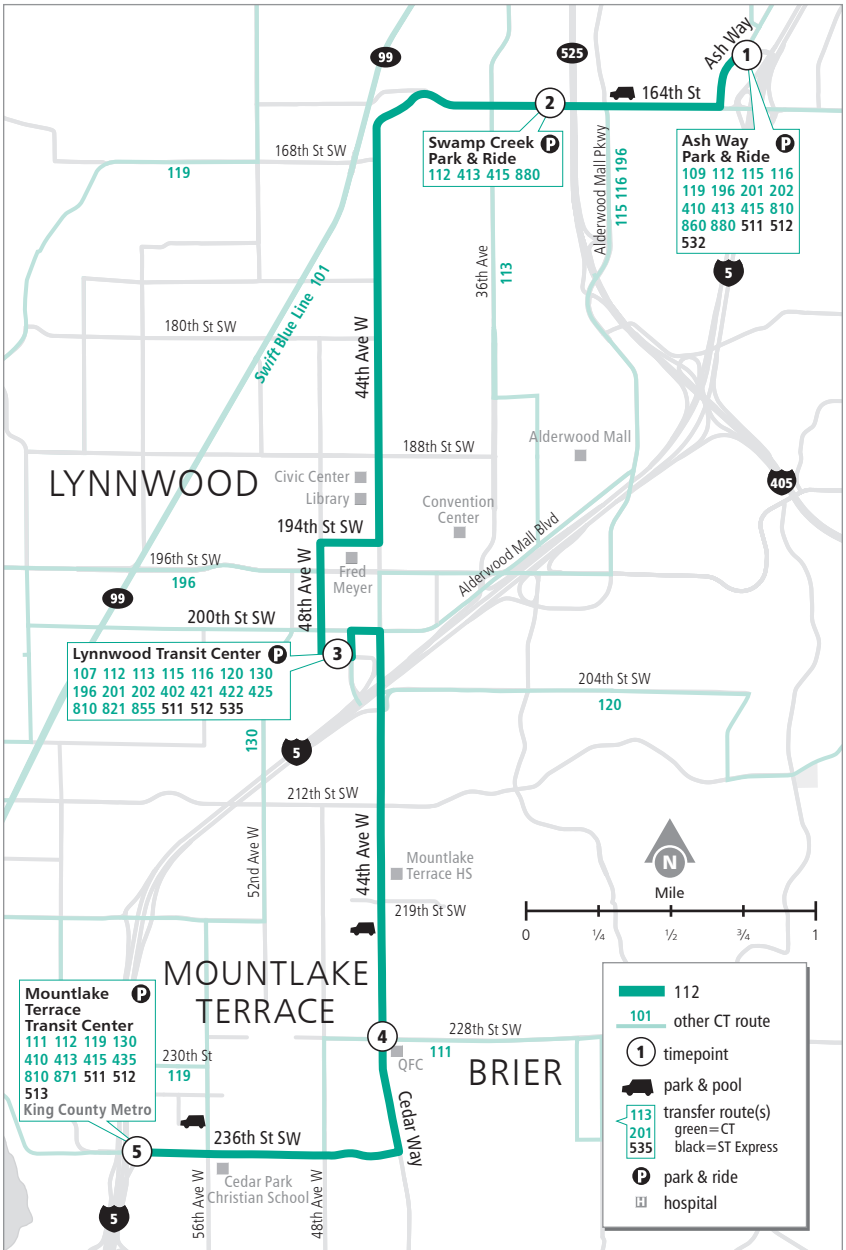 Ash Way
99
525
1
164th St
2
Swamp Creek P
Park & Ride
112 413 415 880
Ash Way P
Park & Ride
109 112 115 116
119 196 201 202
410 413 415 810
860 880 511 512
532
168th St SW
119
Alderwood Mall Pkwy
115 116 196
36th Ave
113
5
Swift Blue Line 101
180th St SW
44th Ave W
188th St SW
Alderwood Mall
LYNNWOOD
Civic Center
Library
Convention
Center
405
194th St SW
196th St SW
196
48th Ave W
Fred
Meyer
Alderwood Mall Blvd
99
200th St SW
Lynnwood Transit Center P
107 112 113 115 116 120 130
196 201 202 402 421 422 425
810 821 855 511 512 535
3
204th St SW
120
130
5
212th St SW
52nd Ave W
44th Ave W
Mountlake
Terrace HS
219th St SW
N
Mile
0 ¼ ½ ¾ 1
MOUNTLAKE
TERRACE
Mountlake P
Terrace
Transit Center
111 112 119 130
410 413 415 435
810 871 511 512
513
King County Metro
230th St
119
4
228th St SW
111
QFC
BRIER
Cedar Way
5
236th St SW
Cedar Park
Christian School
56th Ave W
48th Ave W
5
112
101 other CT route
1 timepoint
park & pool
113 transfer route(s)
201 green=CT
535 black=ST Express
P park & ride
H hospital